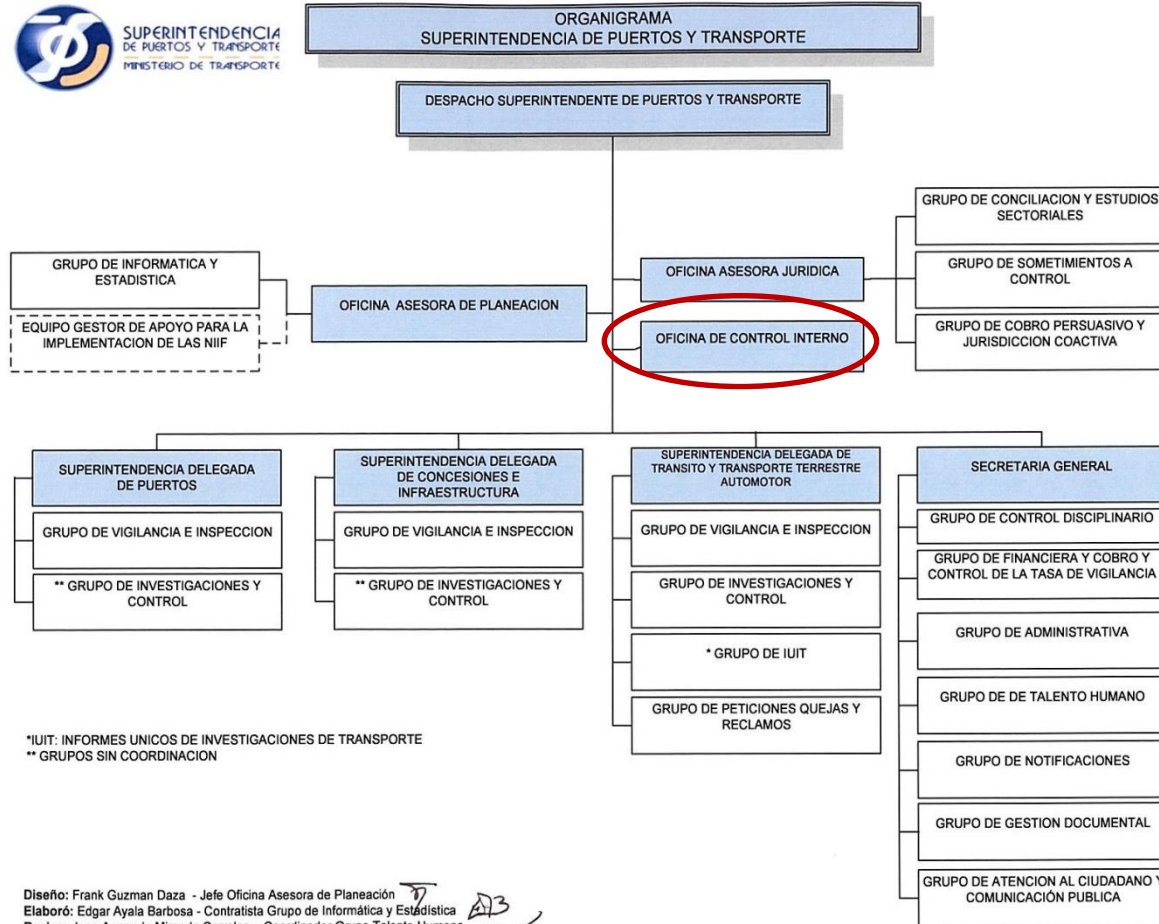 SUPERINTENDENCIA
DE PUERTOS Y TRANSPORTE
MINISTERIO DE TRANSPORTE
ORGANIGRAMA
SUPERINTENDENCIA DE PUERTOS Y TRANSPORTE
DESPACHO SUPERINTENDENTE DE PUERTOS Y TRANSPORTE
GRUPO DE CONCILIACION Y ESTUDIOS
SECTORIALES
GRUPO DE INFORMATICA Y
ESTADISTICA
OFICINA ASESORA DE PLANEACION
OFICINA ASESORA JURIDICA
GRUPO DE SOMETIMIENTOS A
CONTROL
EQUIPO GESTOR DE APOYO PARA LA
IMPLEMENTACION DE LAS NIIF
OFICINA DE CONTROL INTERNO
GRUPO DE COBRO PERSUASIVO Y
JURISDICCION COACTIVA
SUPERINTENDENCIA DELEGADA
DE PUERTOS
GRUPO DE VIGILANCIA E INSPECCION
** GRUPO DE INVESTIGACIONES Y
CONTROL
SUPERINTENDENCIA DELEGADA
DE CONCESIONES E
INFRAESTRUCTURA
GRUPO DE VIGILANCIA E INSPECCION
** GRUPO DE INVESTIGACIONES Y
CONTROL
SUPERINTENDENCIA DELEGADA DE
TRANSITO Y TRANSPORTE TERRESTRE
AUTOMOTOR
GRUPO DE VIGILANCIA E INSPECCION
GRUPO DE INVESTIGACIONES Y
CONTROL
* GRUPO DE IUIT
GRUPO DE PETICIONES QUEJAS Y
RECLAMOS
SECRETARIA GENERAL
GRUPO DE CONTROL DISCIPLINARIO
GRUPO DE FINANCIERA Y COBRO Y
CONTROL DE LA TASA DE VIGILANCIA
GRUPO DE ADMINISTRATIVA
GRUPO DE DE TALENTO HUMANO
GRUPO DE NOTIFICACIONES
GRUPO DE GESTION DOCUMENTAL
GRUPO DE ATENCION AL CIUDADANO Y
COMUNICACIÓN PUBLICA
*IUIT: INFORMES UNICOS DE INVESTIGACIONES DE TRANSPORTE
** GRUPOS SIN COORDINACION
Diseño: Frank Guzman Daza - Jefe Oficina Asesora de Planeación
Elaboró: Edgar Ayala Barbosa - Contratista Grupo de Informática y Estadística